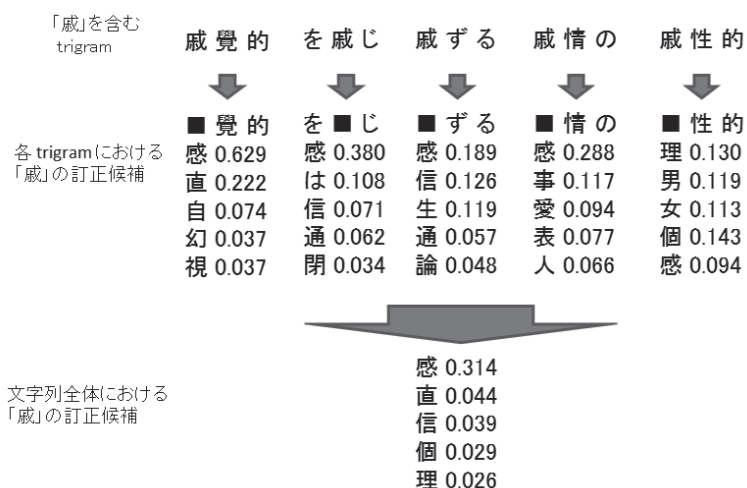 「戚」を含む
trigram
戚 覺 的 を 戚 じ 戚 ず る 戚 情 の 戚 性 的
各 trigramにおける
「戚」の訂正候補
■ 覺 的 を ■ じ ■ ず る ■ 情 の ■ 性 的
感 0.629 感 0.380 感 0.189 感 0.288 理 0.130
直 0.222 は 0.108 信 0.126 事 0.117 男 0.119
自 0.074 信 0.071 生 0.119 愛 0.094 女 0.113
幻 0.037 通 0.062 通 0.057 表 0.077 個 0.143
視 0.037 閉 0.034 論 0.048 人 0.066 感 0.094
文字列全体における
「戚」の訂正候補
感 0.314
直 0.044
信 0.039
個 0.029
理 0.026